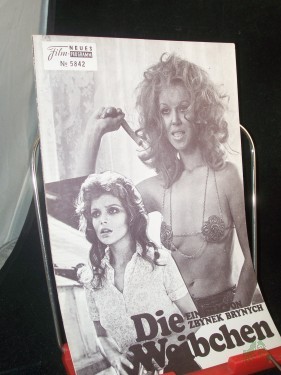 Film NEUES
PROGRAMM
Nr. 5842
Die
EIN FILM VON
ZBYNEK BRYNYCH
Weibchen